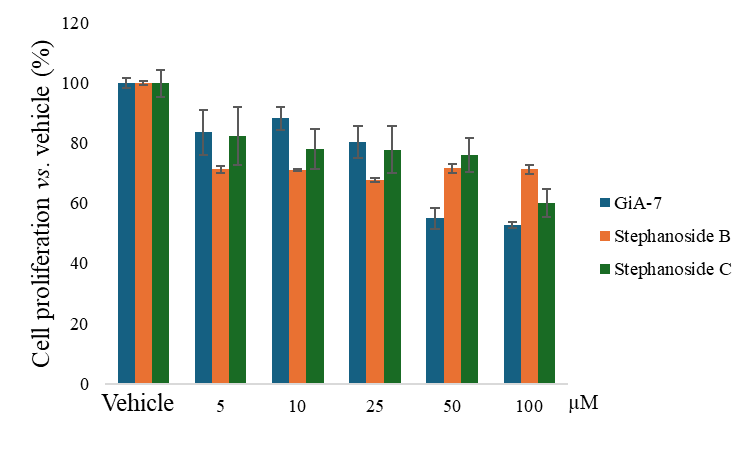 Cell proliferation vs. vehicle (%)
120
100
80
60
40
20
0
Vehicle 5 10 25 50 100 µM
GiA-7
Stephanoside B
Stephanoside C